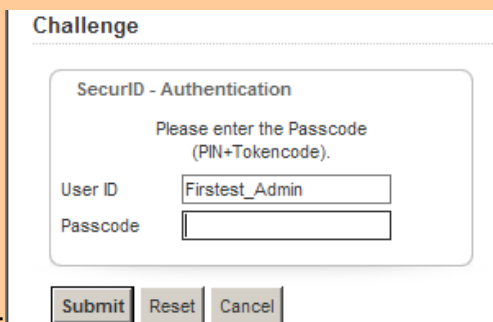 Challenge
SecurID - Authentication
Please enter the Passcode
(PIN+Tokencode).
User ID Firstest_Admin
Passcode
Submit Reset Cancel